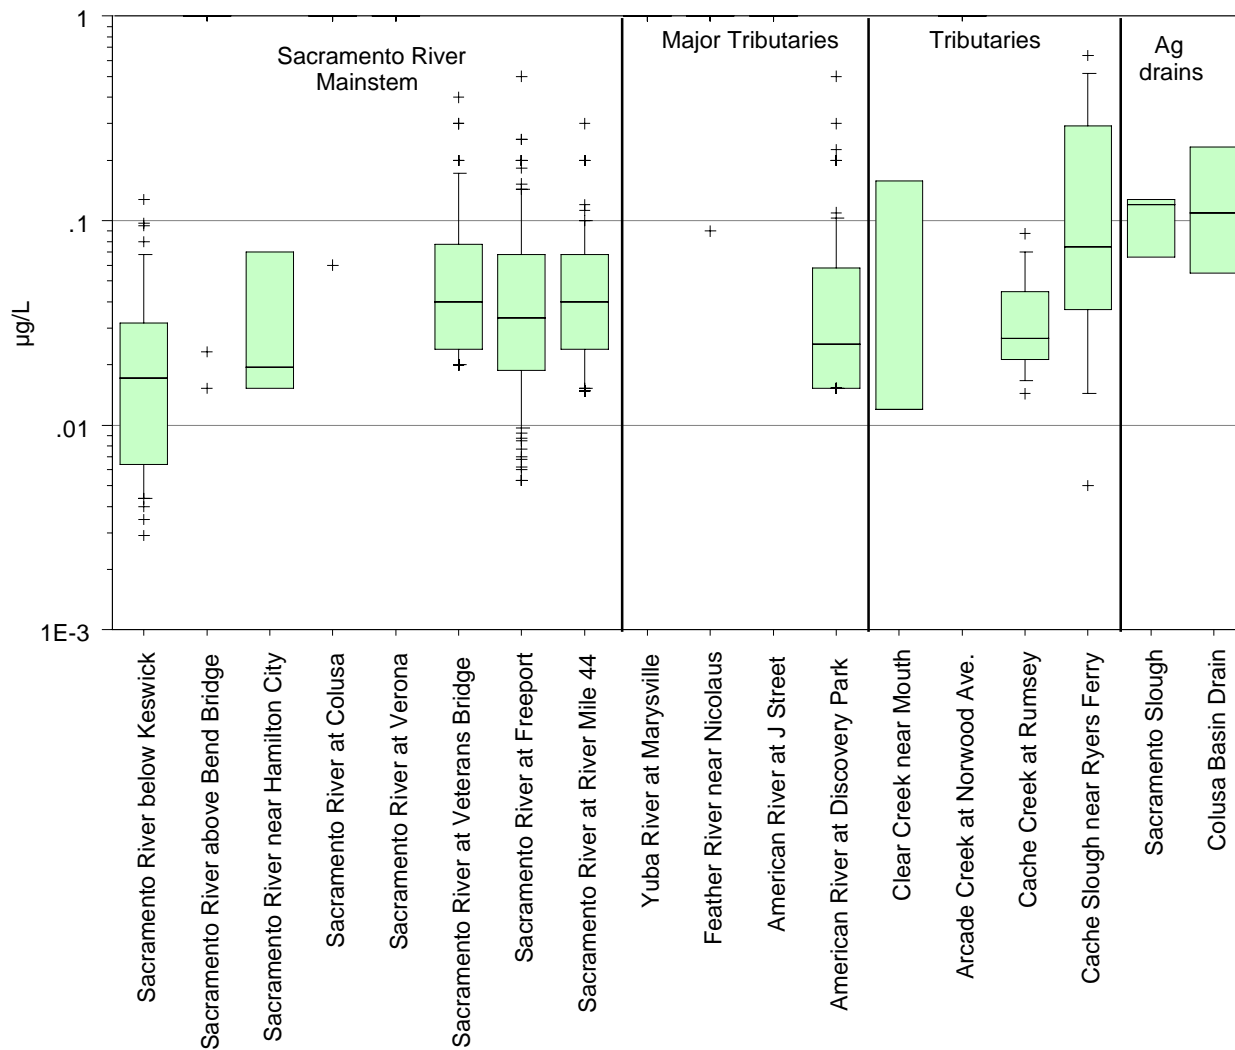 1
.1
.01
1E-3
µg/L
Sacramento River
Mainstem
Major Tributaries
Tributaries
Ag
drains
Sacramento River below Keswick
Sacramento River above Bend Bridge
Sacramento River near Hamilton City
Sacramento River at Colusa
Sacramento River at Verona
Sacramento River at Veterans Bridge
Sacramento River at Freeport
Sacramento River at River Mile 44
Yuba River at Marysville
Feather River near Nicolaus
American River at J Street
American River at Discovery Park
Clear Creek near Mouth
Arcade Creek at Norwood Ave.
Cache Creek at Rumsey
Cache Slough near Ryers Ferry
Sacramento Slough
Colusa Basin Drain